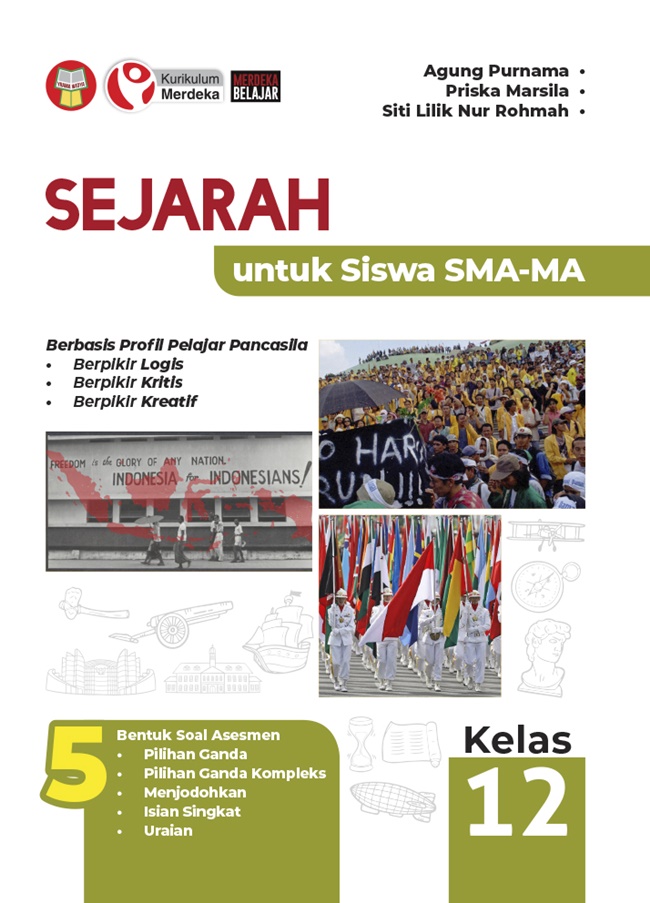 YRAMA WIDYA
Kurikulum
Merdeka
MERDEKA
BELAJAR
Agung Purnama •
Priska Marsila •
Siti Lilik Nur Rohmah •
SEJARAH
untuk Siswa SMA-MA
Berbasis Profil Pelajar Pancasila
• Berpikir Logis
• Berpikir Kritis
• Berpikir Kreatif
FREEDOM is the GLORY OF ANY NATION.
INDONESIA for INDONESIANS!
5
Bentuk Soal Asesmen
• Pilihan Ganda
• Pilihan Ganda Kompleks
• Menjodohkan
• Isian Singkat
• Uraian
Kelas
12